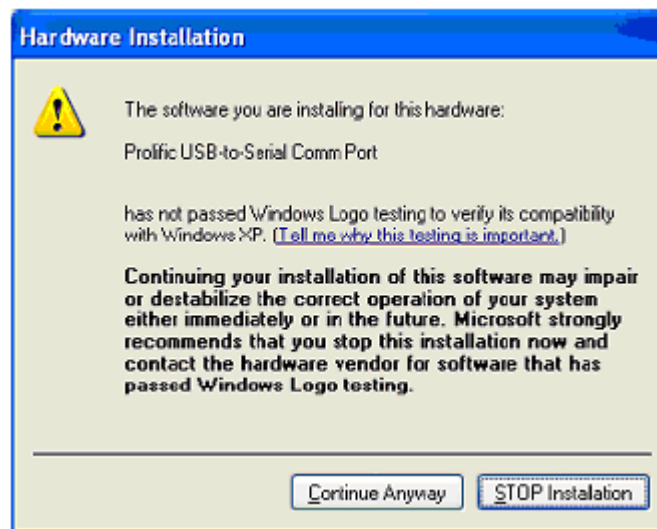 Hardware Installation
The software you are instaling for this hardware:
Prolific USB-to-Serial Comm Port
has not passed Windows Logo testing to verify its compatibility
with Windows XP. (Tell me why this testing is important.)
Continuing your installation of this software may impair
or destabilize the correct operation of your system
either immediately or in the future. Microsoft strongly
recommends that you stop this installation now and
contact the hardware vendor for software that has
passed Windows Logo testing.
Continue Anyway
STOP Instalation